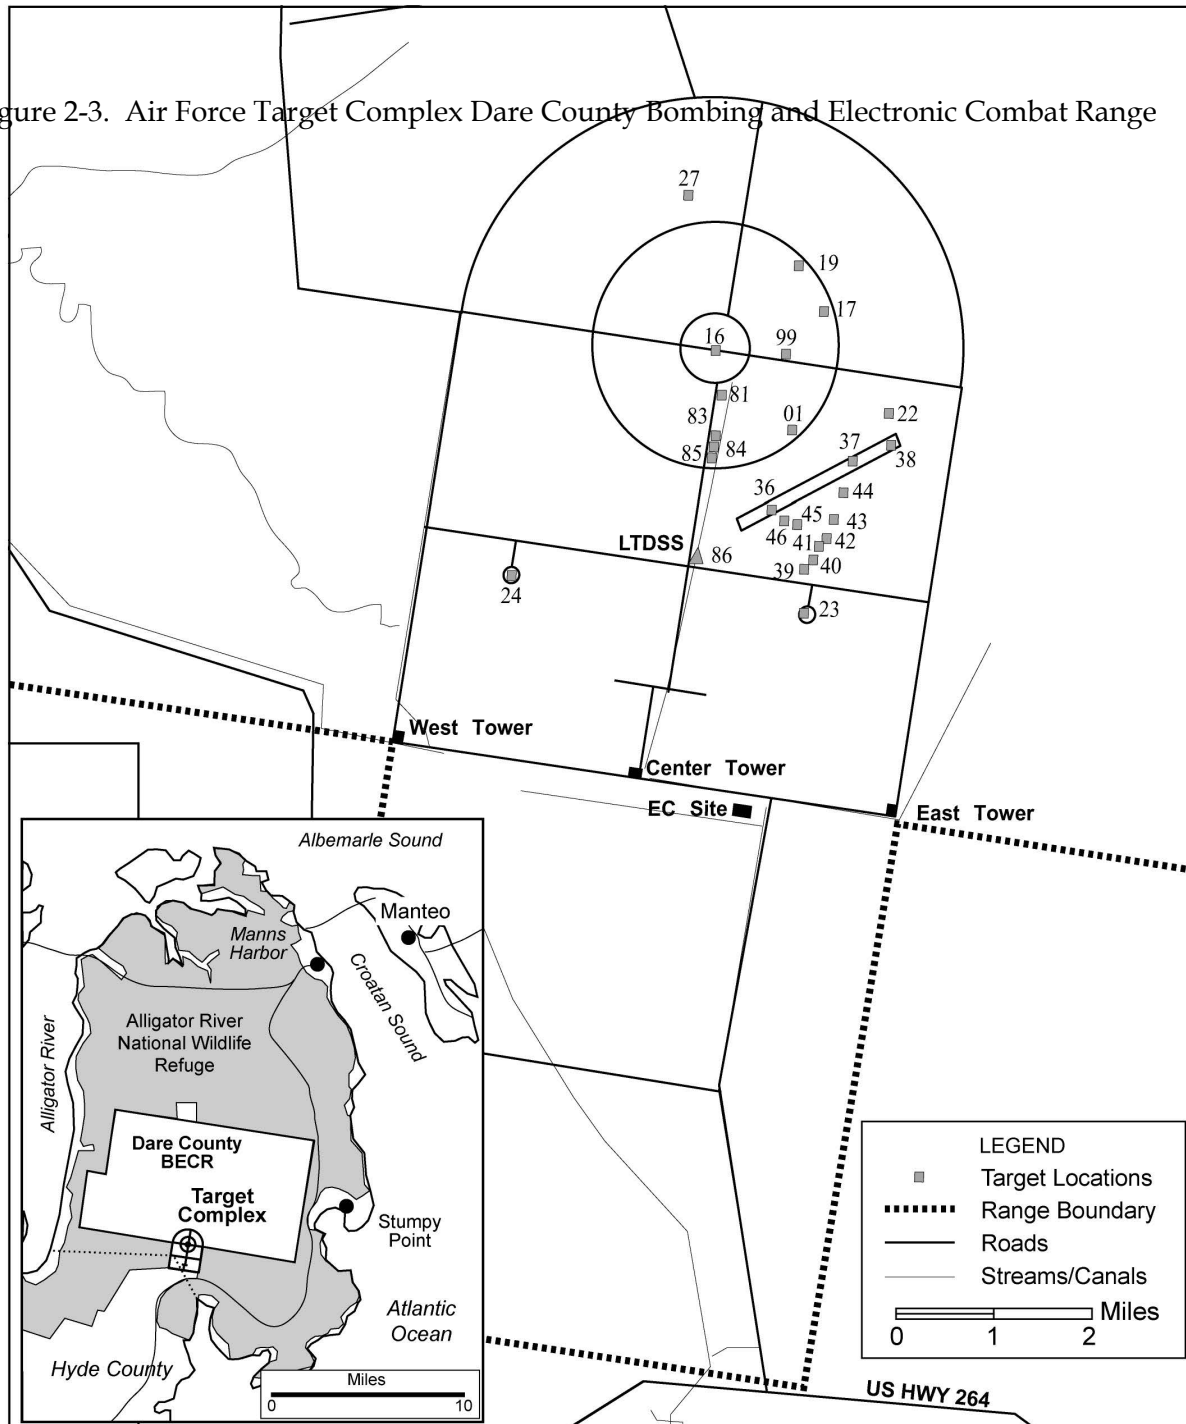 gure 2-3. Air Force Target Complex Dare County Bombing and Electronic Combat Range
27
19
17
16
99
81
01
22
83
84
85
37
38
36
44
45
43
46
41
42
LTDSS
86
39
40
24
23
West Tower
Center Tower
EC Site
East Tower
Albemarle Sound
Manteo
Manns
Harbor
Croatan Sound
Alligator River
National Wildlife
Refuge
Alligator River
Dare County
BECR
Target
Complex
Stumpy
Point
Atlantic
Ocean
Hyde County
Miles
0 10
LEGEND
Target Locations
Range Boundary
Roads
Streams/Canals
Miles
0 1 2
US HWY 264